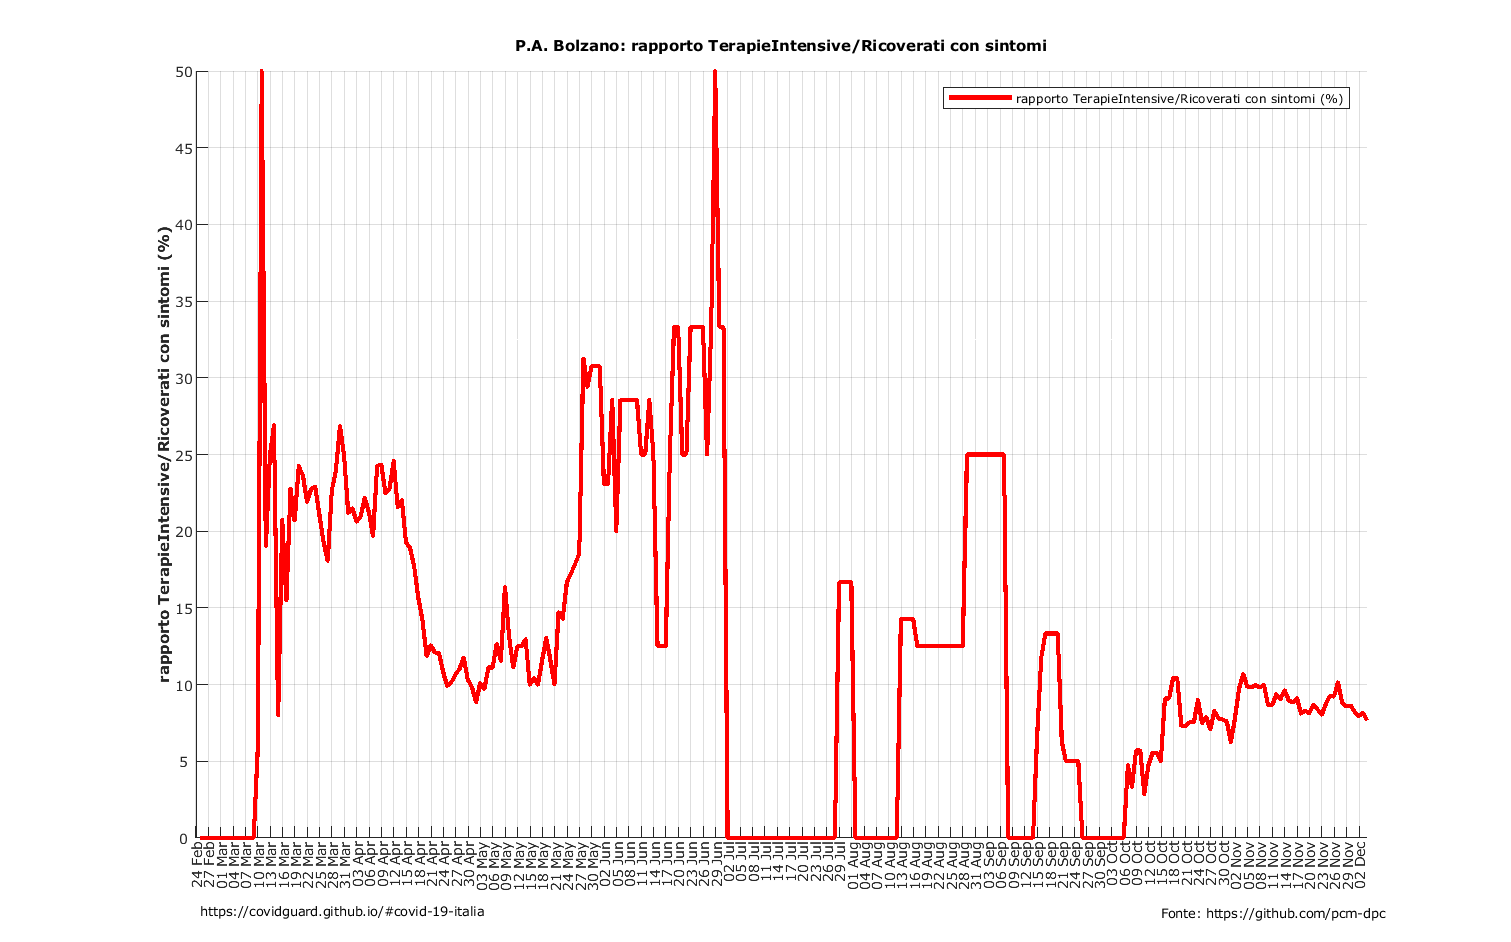 P.A. Bolzano: rapporto TerapieIntensive/Ricoverati con sintomi
rapporto TerapieIntensive/Ricoverati con sintomi (%)
rapporto TerapieIntensive/Ricoverati con sintomi (%)
50
45
40
35
30
25
20
15
10
5
0
24 Feb
27 Feb
01 Mar
04 Mar
07 Mar
10 Mar
13 Mar
16 Mar
19 Mar
22 Mar
25 Mar
28 Mar
31 Mar
03 Apr
06 Apr
09 Apr
12 Apr
15 Apr
18 Apr
21 Apr
24 Apr
27 Apr
30 Apr
03 May
06 May
09 May
12 May
15 May
18 May
21 May
24 May
27 May
30 May
02 Jun
05 Jun
08 Jun
11 Jun
14 Jun
17 Jun
20 Jun
23 Jun
26 Jun
29 Jun
02 Jul
05 Jul
08 Jul
11 Jul
14 Jul
17 Jul
20 Jul
23 Jul
26 Jul
29 Jul
01 Aug
04 Aug
07 Aug
10 Aug
13 Aug
16 Aug
19 Aug
22 Aug
25 Aug
28 Aug
31 Aug
03 Sep
06 Sep
09 Sep
12 Sep
15 Sep
18 Sep
21 Sep
24 Sep
27 Sep
30 Sep
03 Oct
06 Oct
09 Oct
12 Oct
15 Oct
18 Oct
21 Oct
24 Oct
27 Oct
30 Oct
02 Nov
05 Nov
08 Nov
11 Nov
14 Nov
17 Nov
20 Nov
23 Nov
26 Nov
29 Nov
02 Dec
https://covidguard.github.io/#covid-19-italia
Fonte: https://github.com/pcm-dpc